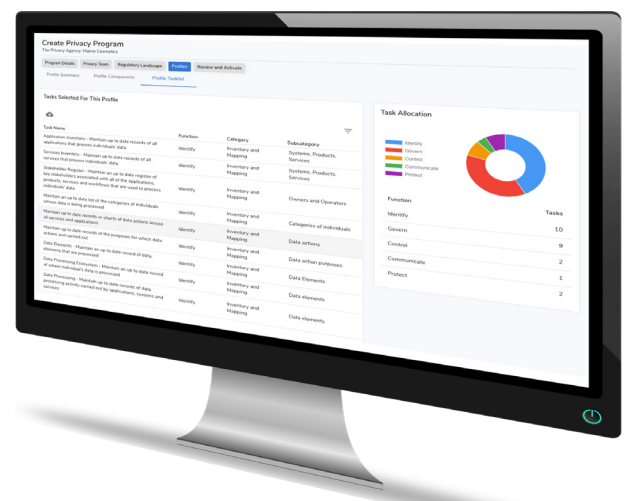 Create Privacy Program
The Privacy Agency: Hanna Cosmetics
Program Details Privacy Team Regulatory Landscape Profiles Review and Activate
Profile Summary Profile Components Profile Tasklist
Tasks Selected For This Profile
Task Name Function Category Subcategory
Application Inventory - Maintain up to date records of all
applications that process individuals' data
Identify
Inventory and
Mapping
Systems, Products,
Services
Services Inventory - Maintain up to date records of all
services that process individuals' data
Identify
Inventory and
Mapping
Systems, Products,
Services
Stakeholder Register - Maintain an up to date register of
key stakeholders associated with all of the applications,
products, services and workflows that are used to process
individuals' data
Identify
Inventory and
Mapping
Owners and Operators
Maintain an up to date list of the categories of individuals
whose data is being processed
Identify
Inventory and
Mapping
Categories of individuals
Maintain up to date records or charts of data actions across
all services and applications
Identify
Inventory and
Mapping
Data actions
Maintain up to date records of the purposes for which data
actions and carried out
Identify
Inventory and
Mapping
Data action purposes
Data Elements - Maintain an up to date record of data
elements that are processed
Identify
Inventory and
Mapping
Data Elements
Data Processing Ecosystem - Maintain an up to date record
of where individual's data is processed
Identify
Inventory and
Mapping
Data elements
Data Processing - Maintain up to date records of data
processing activity carried out by applications, systems and
services
Identify
Inventory and
Mapping
Data elements
Task Allocation
Identify
Govern
Control
Communicate
Protect
Function Tasks
Identify 10
Govern 9
Control 2
Communicate 1
Protect 2